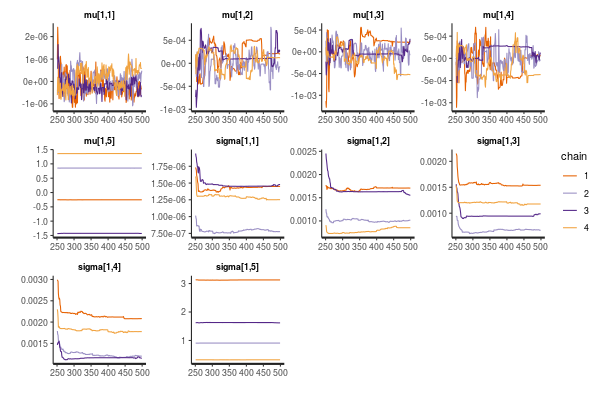 mu[1,1] mu[1,2] mu[1,3] mu[1,4]
2e-06 1e-06 0e+00 -1e-06
5e-04 0e+00 -5e-04 -1e-03
5e-04 0e+00 -5e-04 -1e-03
5e-04 0e+00 -5e-04 -1e-03
250 300 350 400 450 500 250 300 350 400 450 500 250 300 350 400 450 500 250 300 350 400 450 500
mu[1,5] sigma[1,1] sigma[1,2] sigma[1,3]
1.5 1.0 0.5 0.0 -0.5 -1.0 -1.5
1.75e-06 1.50e-06 1.25e-06 1.00e-06 7.50e-07
0.0025 0.0020 0.0015 0.0010
0.0020 0.0015 0.0010
250 300 350 400 450 500 250 300 350 400 450 500 250 300 350 400 450 500 250 300 350 400 450 500
chain
1
2
3
4
sigma[1,4] sigma[1,5]
0.0030 0.0025 0.0020 0.0015
3 2 1
250 300 350 400 450 500 250 300 350 400 450 500